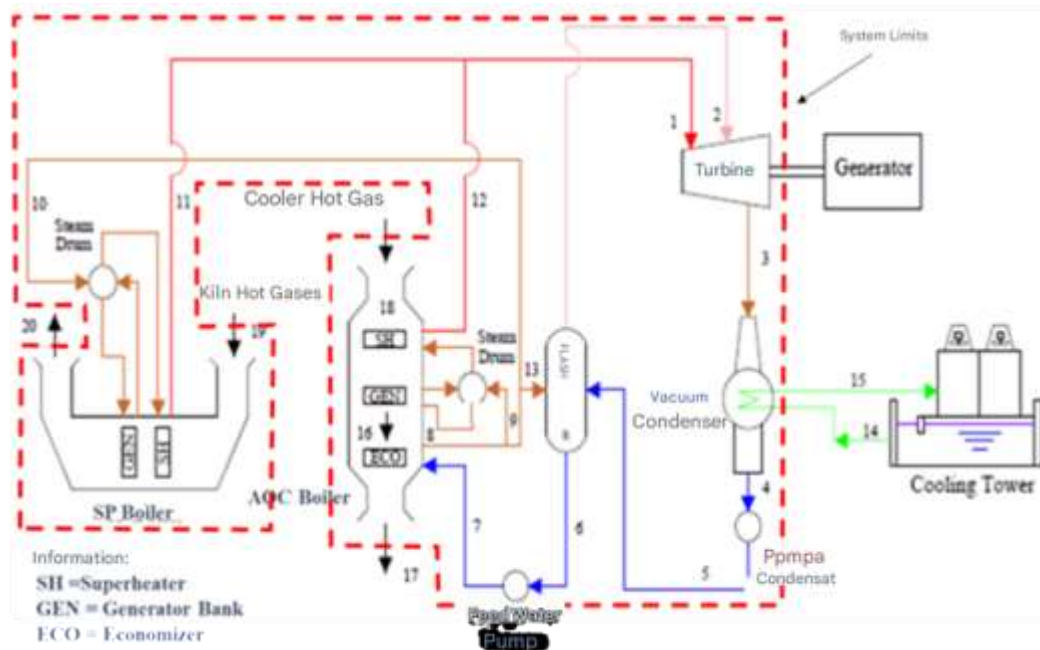 System Limits
1
2
Turbine
Generator
10
11
12
Cooler Hot Gas
Steam
Drum
3
Kiln Hot Gases
18
20
19
SH
Steam
Drum
13
FLASH
GEN
9
Vacuum
Condenser
15
16
8
ECO
14
SH
AQC Boiler
4
Cooling Tower
SP Boiler
7
6
Information:
17
5
Ppmpa
Condensat
SH =Superheater
GEN = Generator Bank
ECO = Economizer
Feed Water
Pump